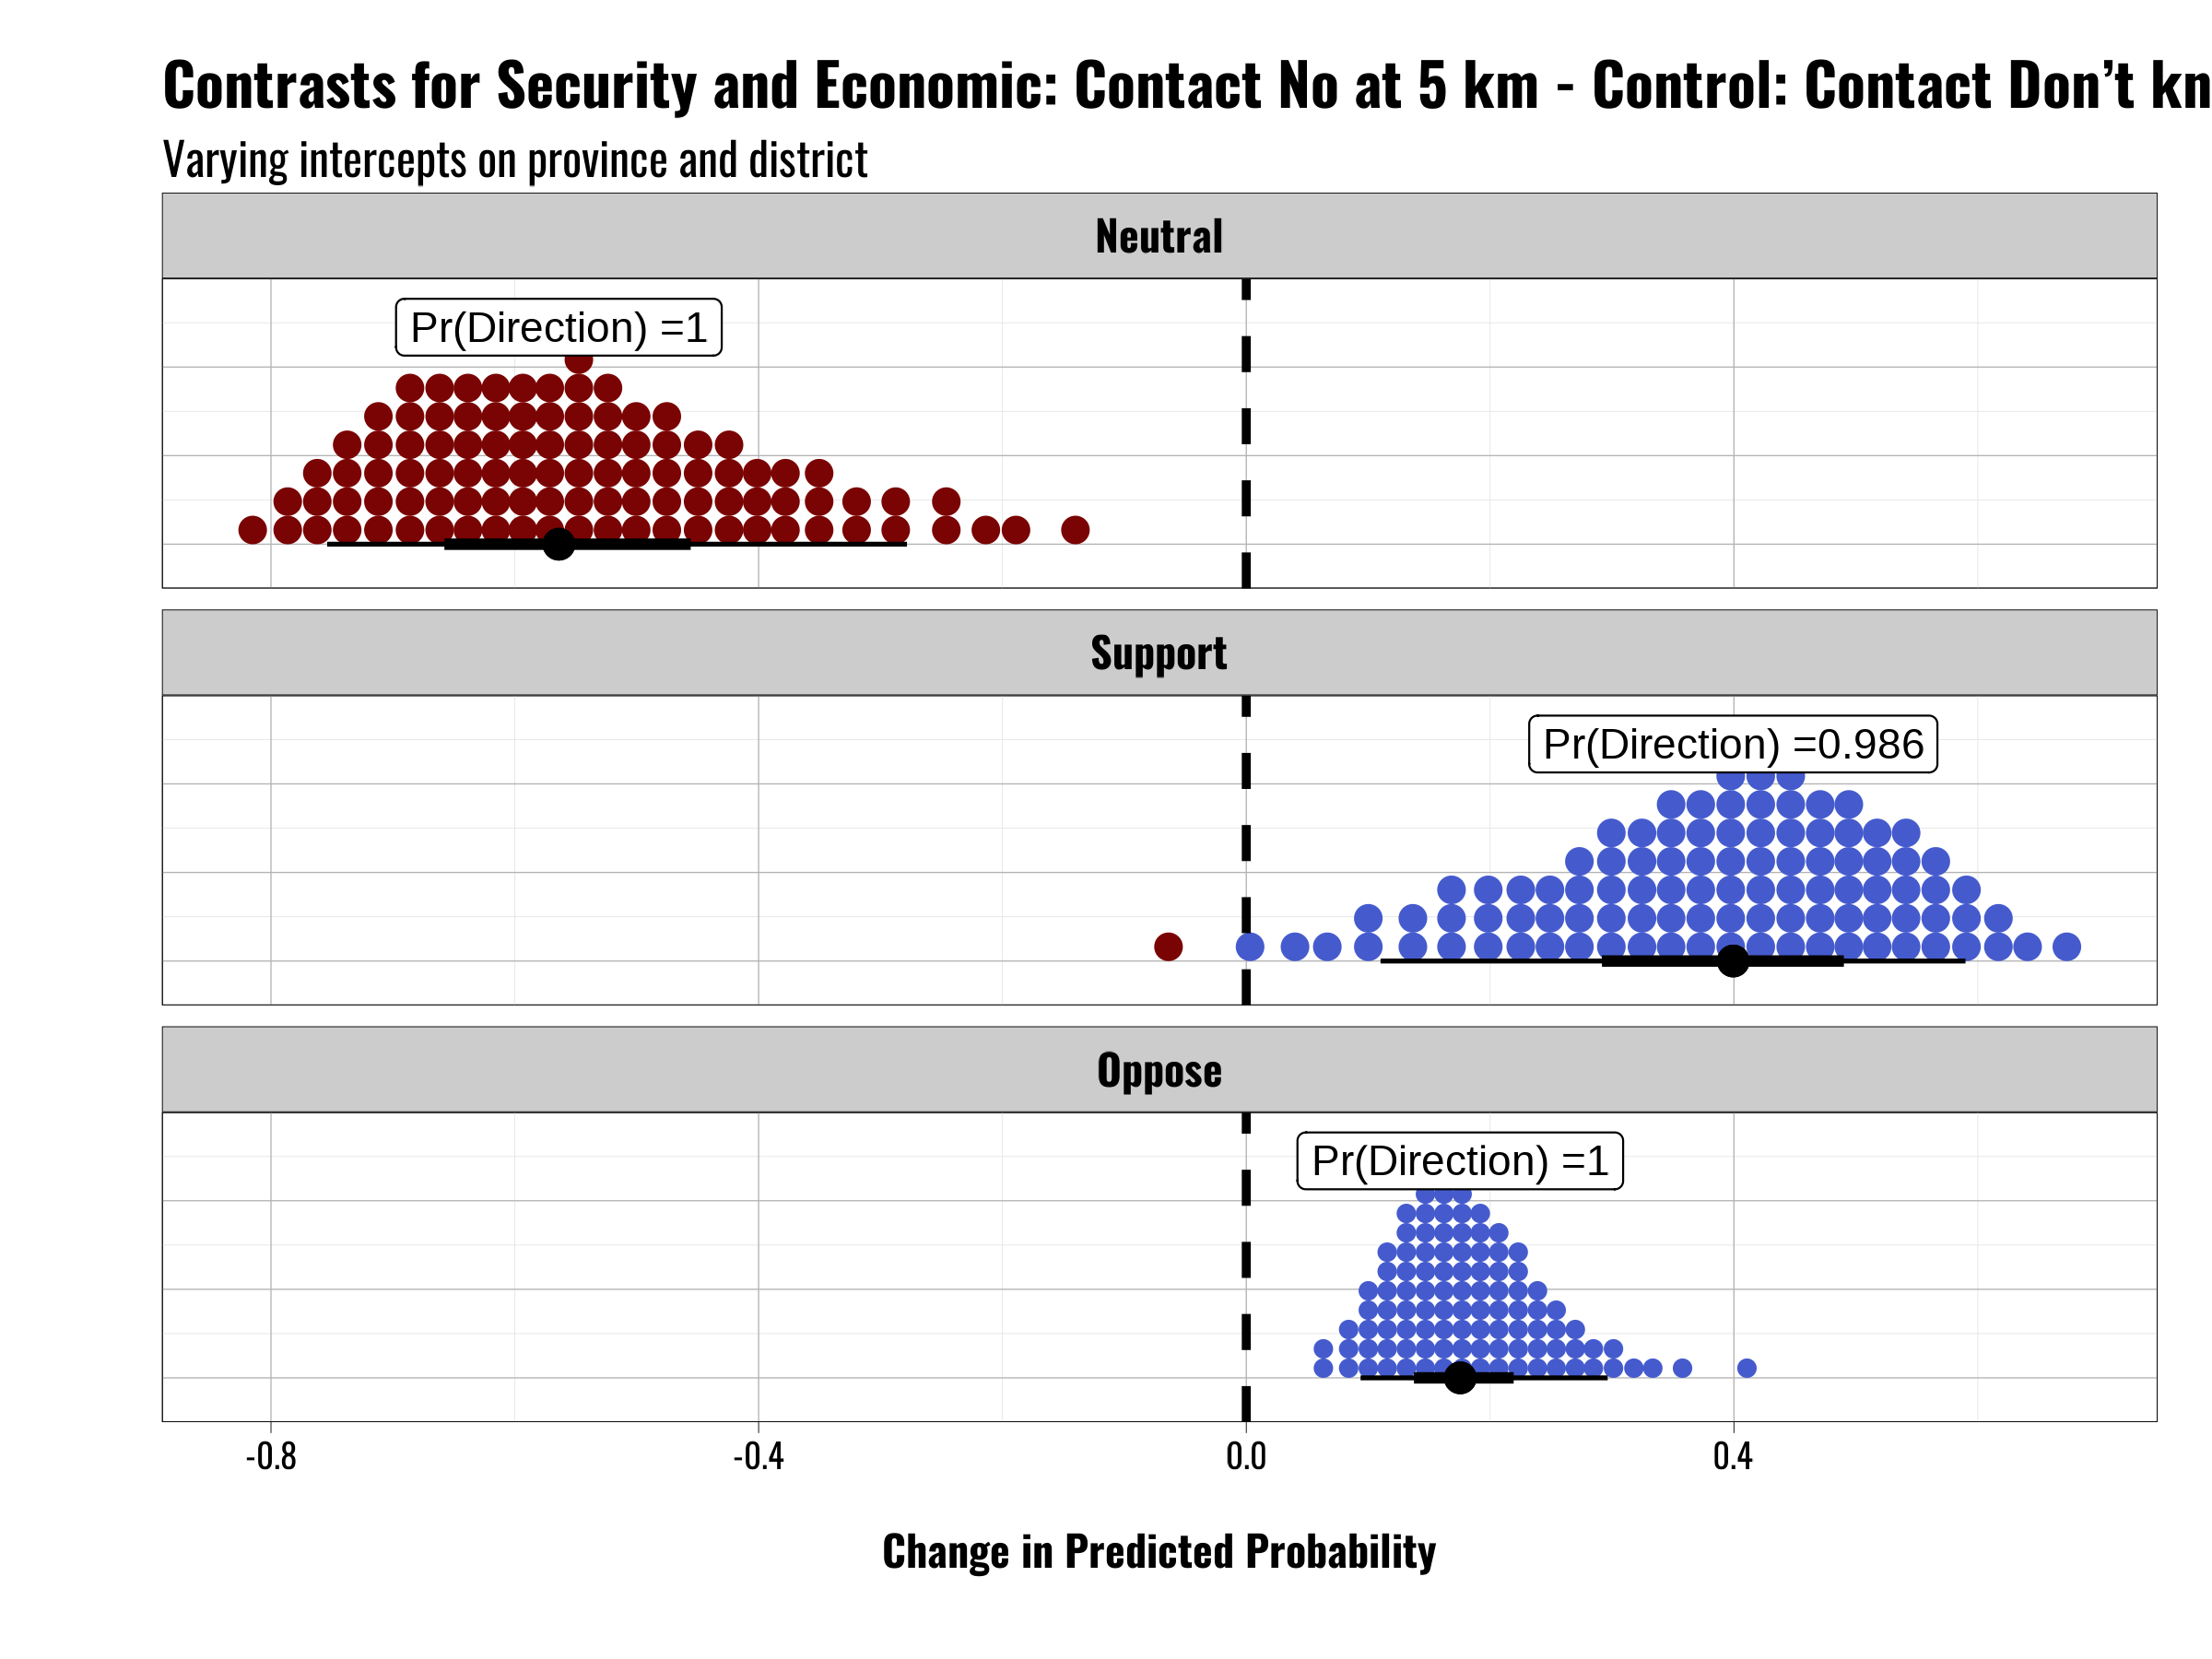 Contrasts for Security and Economic: Contact No at 5 km - Control: Contact Don’t kn
Varying intercepts on province and district
Neutral
Pr(Direction) =1
Support
Pr(Direction) =0.986
Oppose
Pr(Direction) =1
-0.8 -0.4 0.0 0.4
Change in Predicted Probability